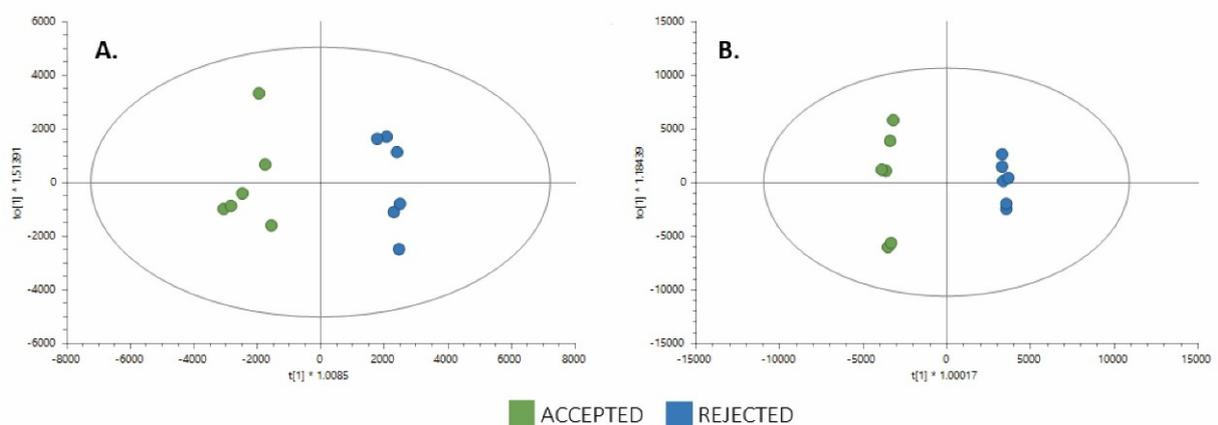 A.
6000
4000
2000
0
-2000
-4000
-6000
to[1] * 1.51391
-8000 -6000 -4000 -2000 0 2000 4000 6000 8000
t[1] * 1.0085
B.
15000
10000
5000
0
-5000
-10000
-15000
to[1] * 1.18439
-15000 -10000 -5000 0 5000 10000 15000
t[1] * 1.00017
ACCEPTED REJECTED